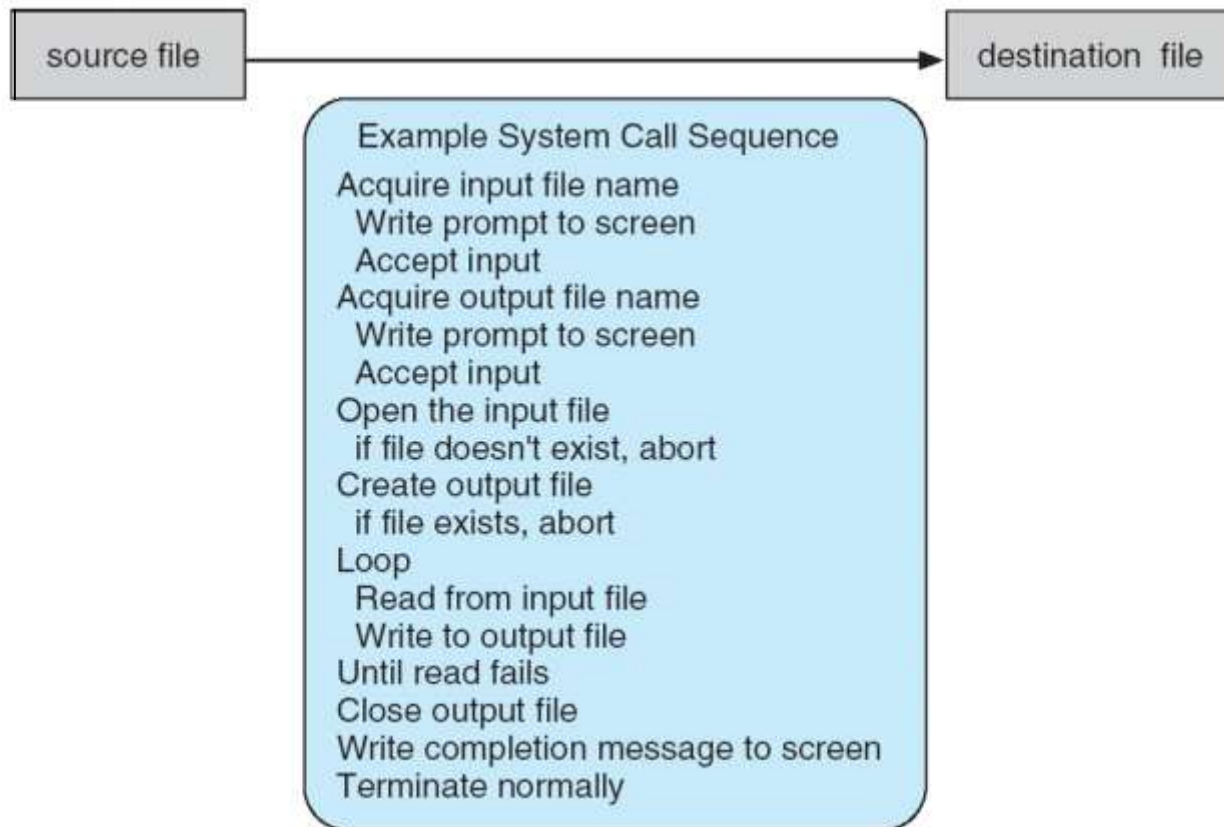 source file
destination file
Example System Call Sequence
Acquire input file name
Write prompt to screen
Accept input
Acquire output file name
Write prompt to screen
Accept input
Open the input file
if file doesn't exist, abort
Create output file
if file exists, abort
Loop
Read from input file
Write to output file
Until read fails
Close output file
Write completion message to screen
Terminate normally